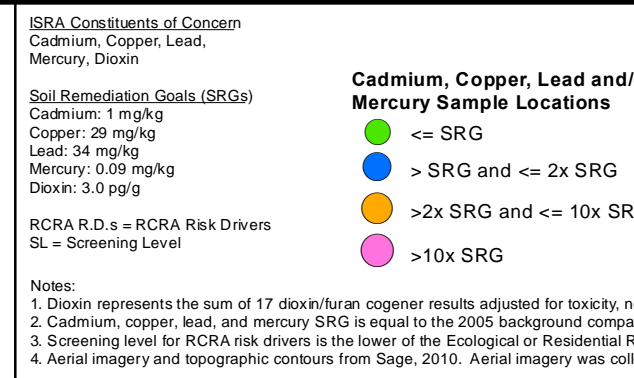 ISRA Constituents of Concern
Cadmium, Copper, Lead,
Mercury, Dioxin
Soil Remediation Goals (SRGs)
Cadmium: 1 mg/kg
Copper: 29 mg/kg
Lead: 34 mg/kg
Mercury: 0.09 mg/kg
Dioxin: 3.0 pg/g
RCRA R.D.s = RCRA Risk Drivers
SL = Screening Level
Cadmium, Copper, Lead and/
Mercury Sample Locations
<= SRG
> SRG and <= 2x SRG
>2x SRG and <= 10x SR
>10x SRG
Notes:
1. Dioxin represents the sum of 17 dioxin/furan cogener results adjusted for toxicity, n
2. Cadmium, copper, lead, and mercury SRG is equal to the 2005 background compa
3. Screening level for RCRA risk drivers is the lower of the Ecological or Residential R
4. Aerial imagery and topographic contours from Sage, 2010. Aerial imagery was coll